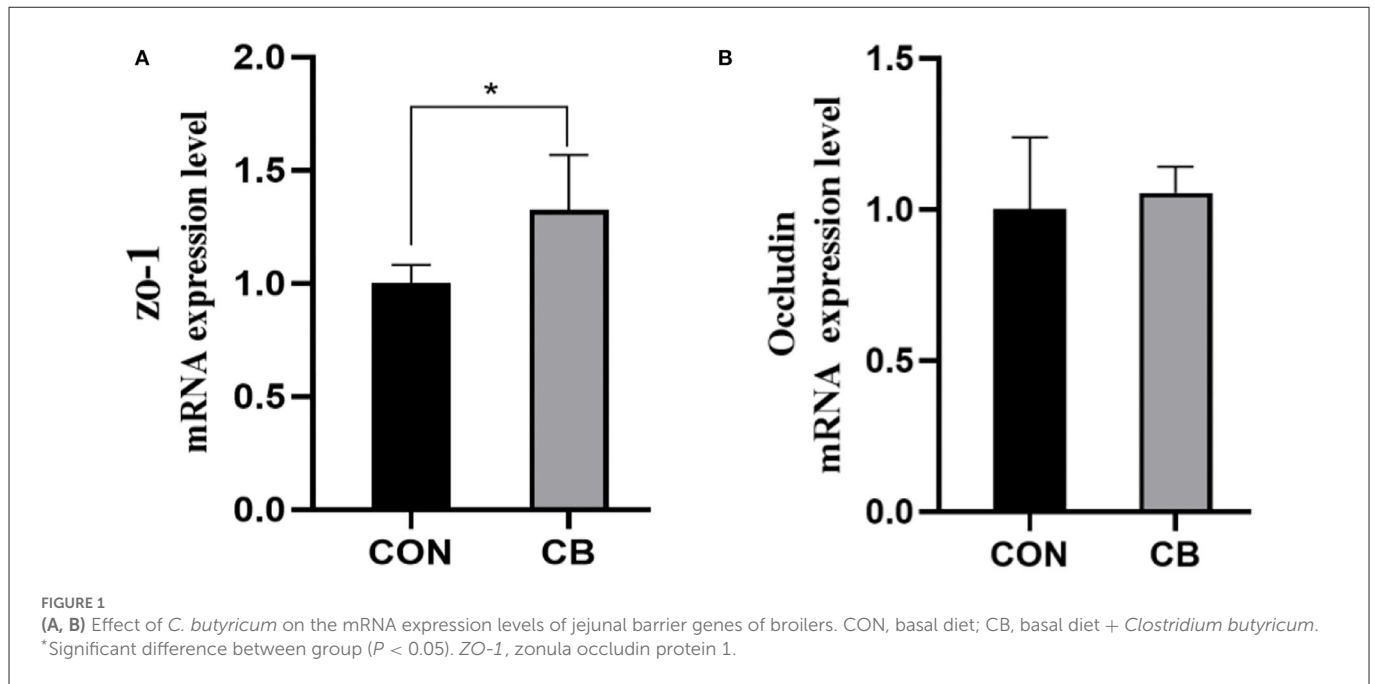 A
2.0
*
1.5
1.0
0.5
0.0
CON
CB
ZO-1
mRNA expression level
B
1.5
1.0
0.5
0.0
CON
CB
Occludin
mRNA expression level
FIGURE 1
(A, B) Effect of C. butyricum on the mRNA expression levels of jejunal barrier genes of broilers. CON, basal diet; CB, basal diet + Clostridium butyricum.
*Significant difference between group (P < 0.05). ZO-1, zonula occludin protein 1.